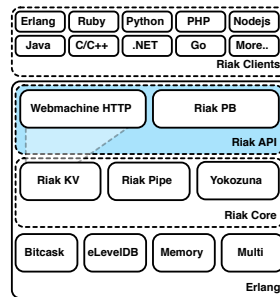 Erlang Ruby Python PHP Nodejs
Java C/C++ .NET Go More..
Riak Clients
Webmachine HTTP Riak PB
Riak API
Riak KV Riak Pipe Yokozuna
Riak Core
Bitcask eLevelDB Memory Multi
Erlang